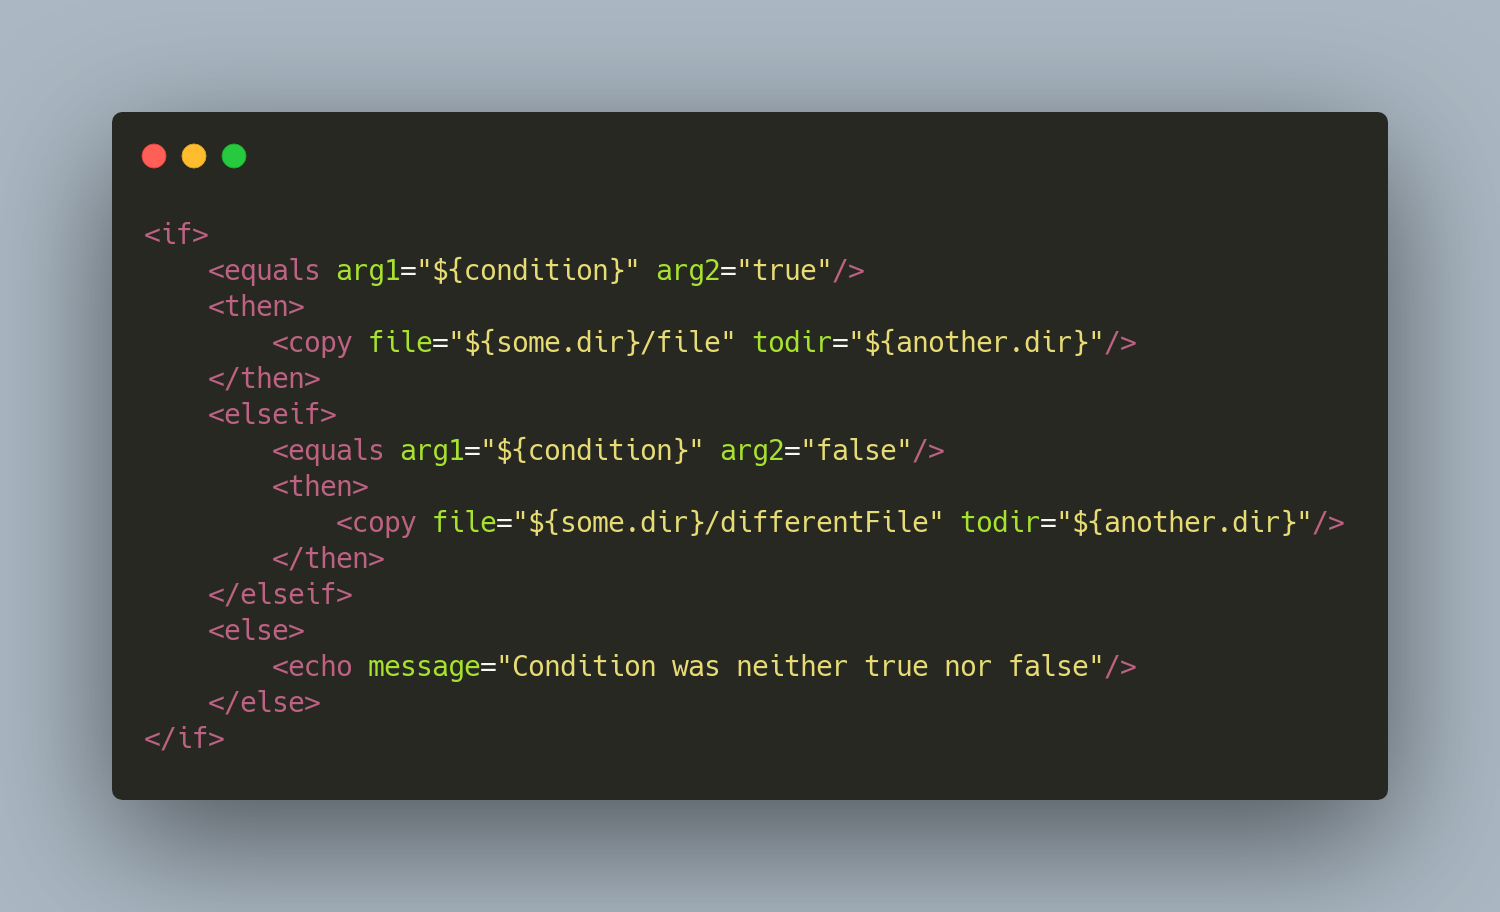 <if>
    <equals arg1="${condition}" arg2="true"/>
    <then>
        <copy file="${some.dir}/file" todir="${another.dir}"/>
    </then>
    <elseif>
        <equals arg1="${condition}" arg2="false"/>
        <then>
            <copy file="${some.dir}/differentFile" todir="${another.dir}"/>
        </then>
    </elseif>
    <else>
        <echo message="Condition was neither true nor false"/>
    </else>
</if>